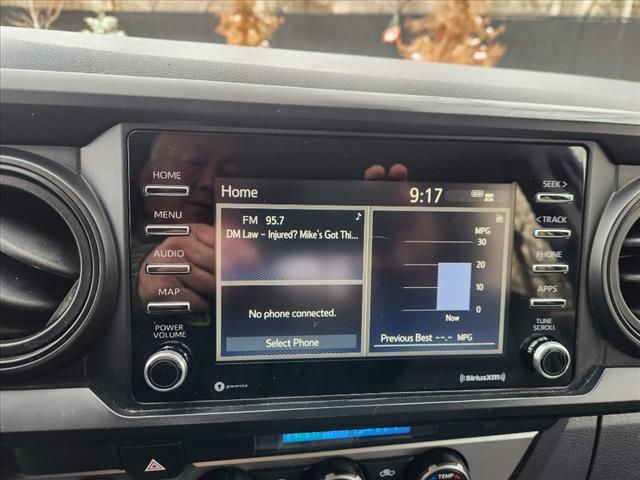 HOME
MENU
AUDIO
MAP
POWER
VOLUME
Home
9:17
FM 95.7
DM Law - Injured? Mike's Got Thi...
No phone connected.
Select Phone
MPG
30
20
10
0
Now
Previous Best --.- MPG
SEEK >
< TRACK
PHONE
APPS
TUNE
SCROLL
gracenote
((SiriusXM))
TEMP